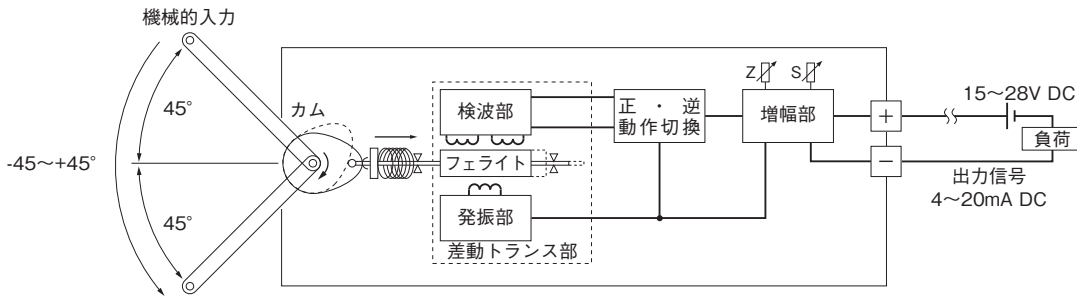 機械的入力
45°
-45〜+45°
45°
カム
検波部
フェライト
発振部
差動トランス部
正・逆
動作切換
Z
S
増幅部
+
−
15〜28V DC
負荷
出力信号
4〜20mA DC